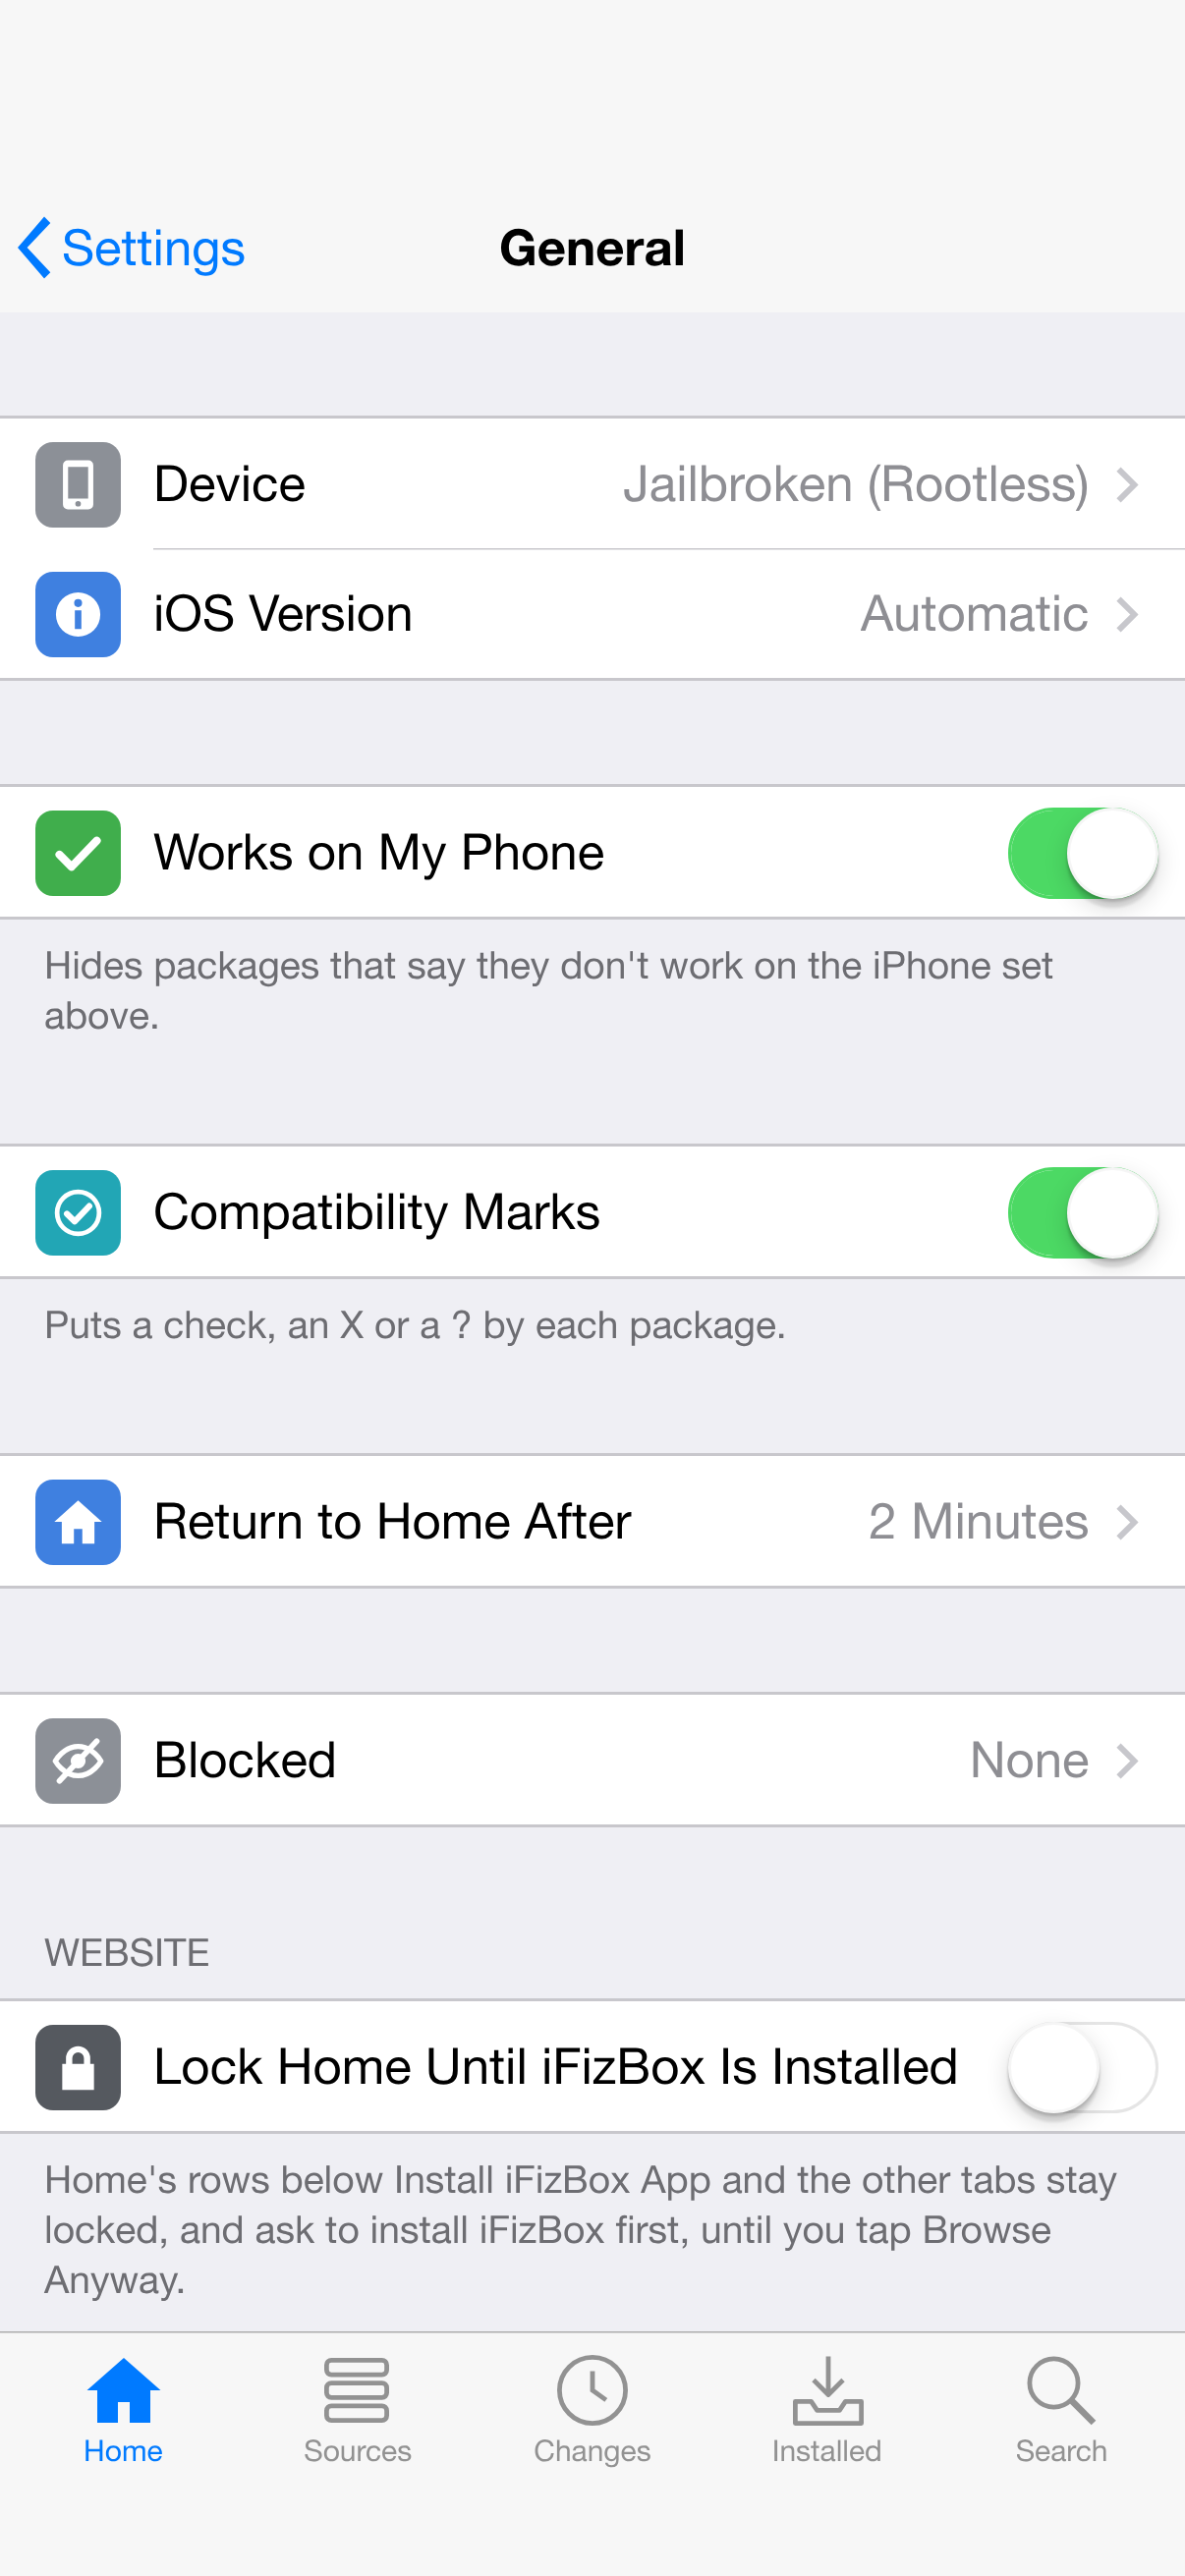 Settings
General
Device
Jailbroken (Rootless)
iOS Version
Automatic
Works on My Phone
Hides packages that say they don't work on the iPhone set
above.
Compatibility Marks
Puts a check, an X or a ? by each package.
Return to Home After
2 Minutes
Blocked
None
WEBSITE
Lock Home Until iFizBox Is Installed
Home's rows below Install iFizBox App and the other tabs stay
locked, and ask to install iFizBox first, until you tap Browse
Anyway.
Home
Sources
Changes
Installed
Search